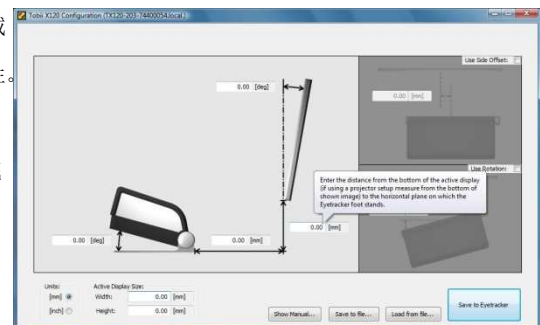 Tobii X120 Configuration (TX120-203-74400054.local)
Use Side Offset:
0.00 [deg]
0.00 [mm]
Use Rotation:
Enter the distance from the bottom of the active display
(if using a projector setup measure from the bottom of
shown image) to the horizontal plane on which the
Eyetracker foot stands.
0.00 [mm]
0.00 [deg]
0.00 [mm]
Units:
Active Display Size:
[mm]
Width:
0.00 [mm]
[inch]
Height:
0.00 [mm]
Show Manual...
Save to file...
Load from file...
Save to Eyetracker